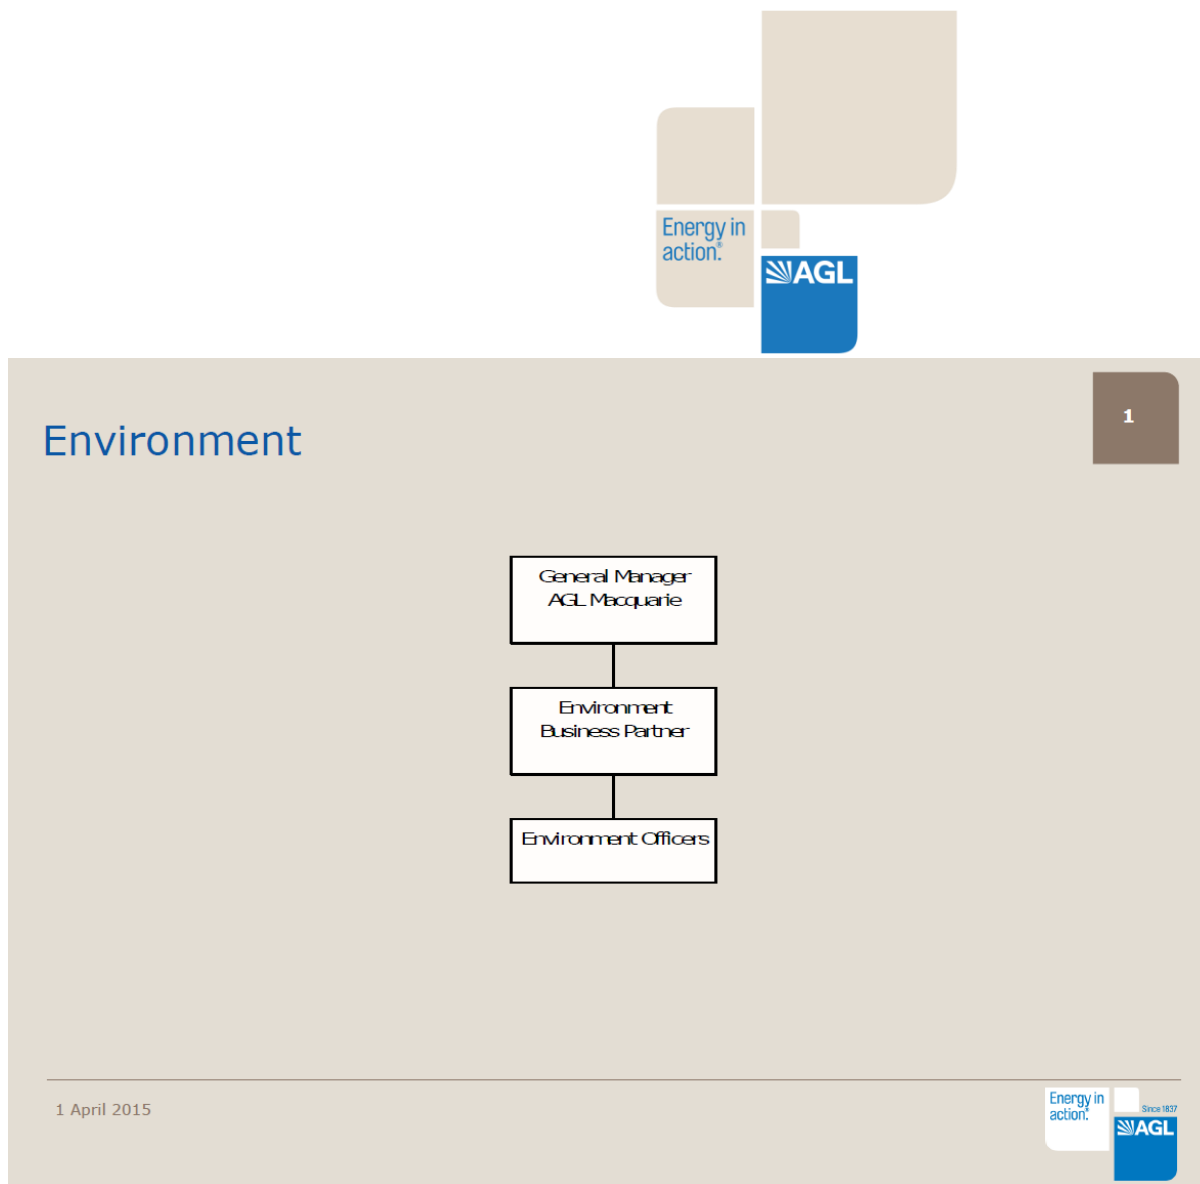 Energy in
action.®
AGL
Environment
1
General Manager
AGL Macquarie
Environment
Business Partner
Environment Officers
1 April 2015
Energy in
action.®
Since 1837
AGL